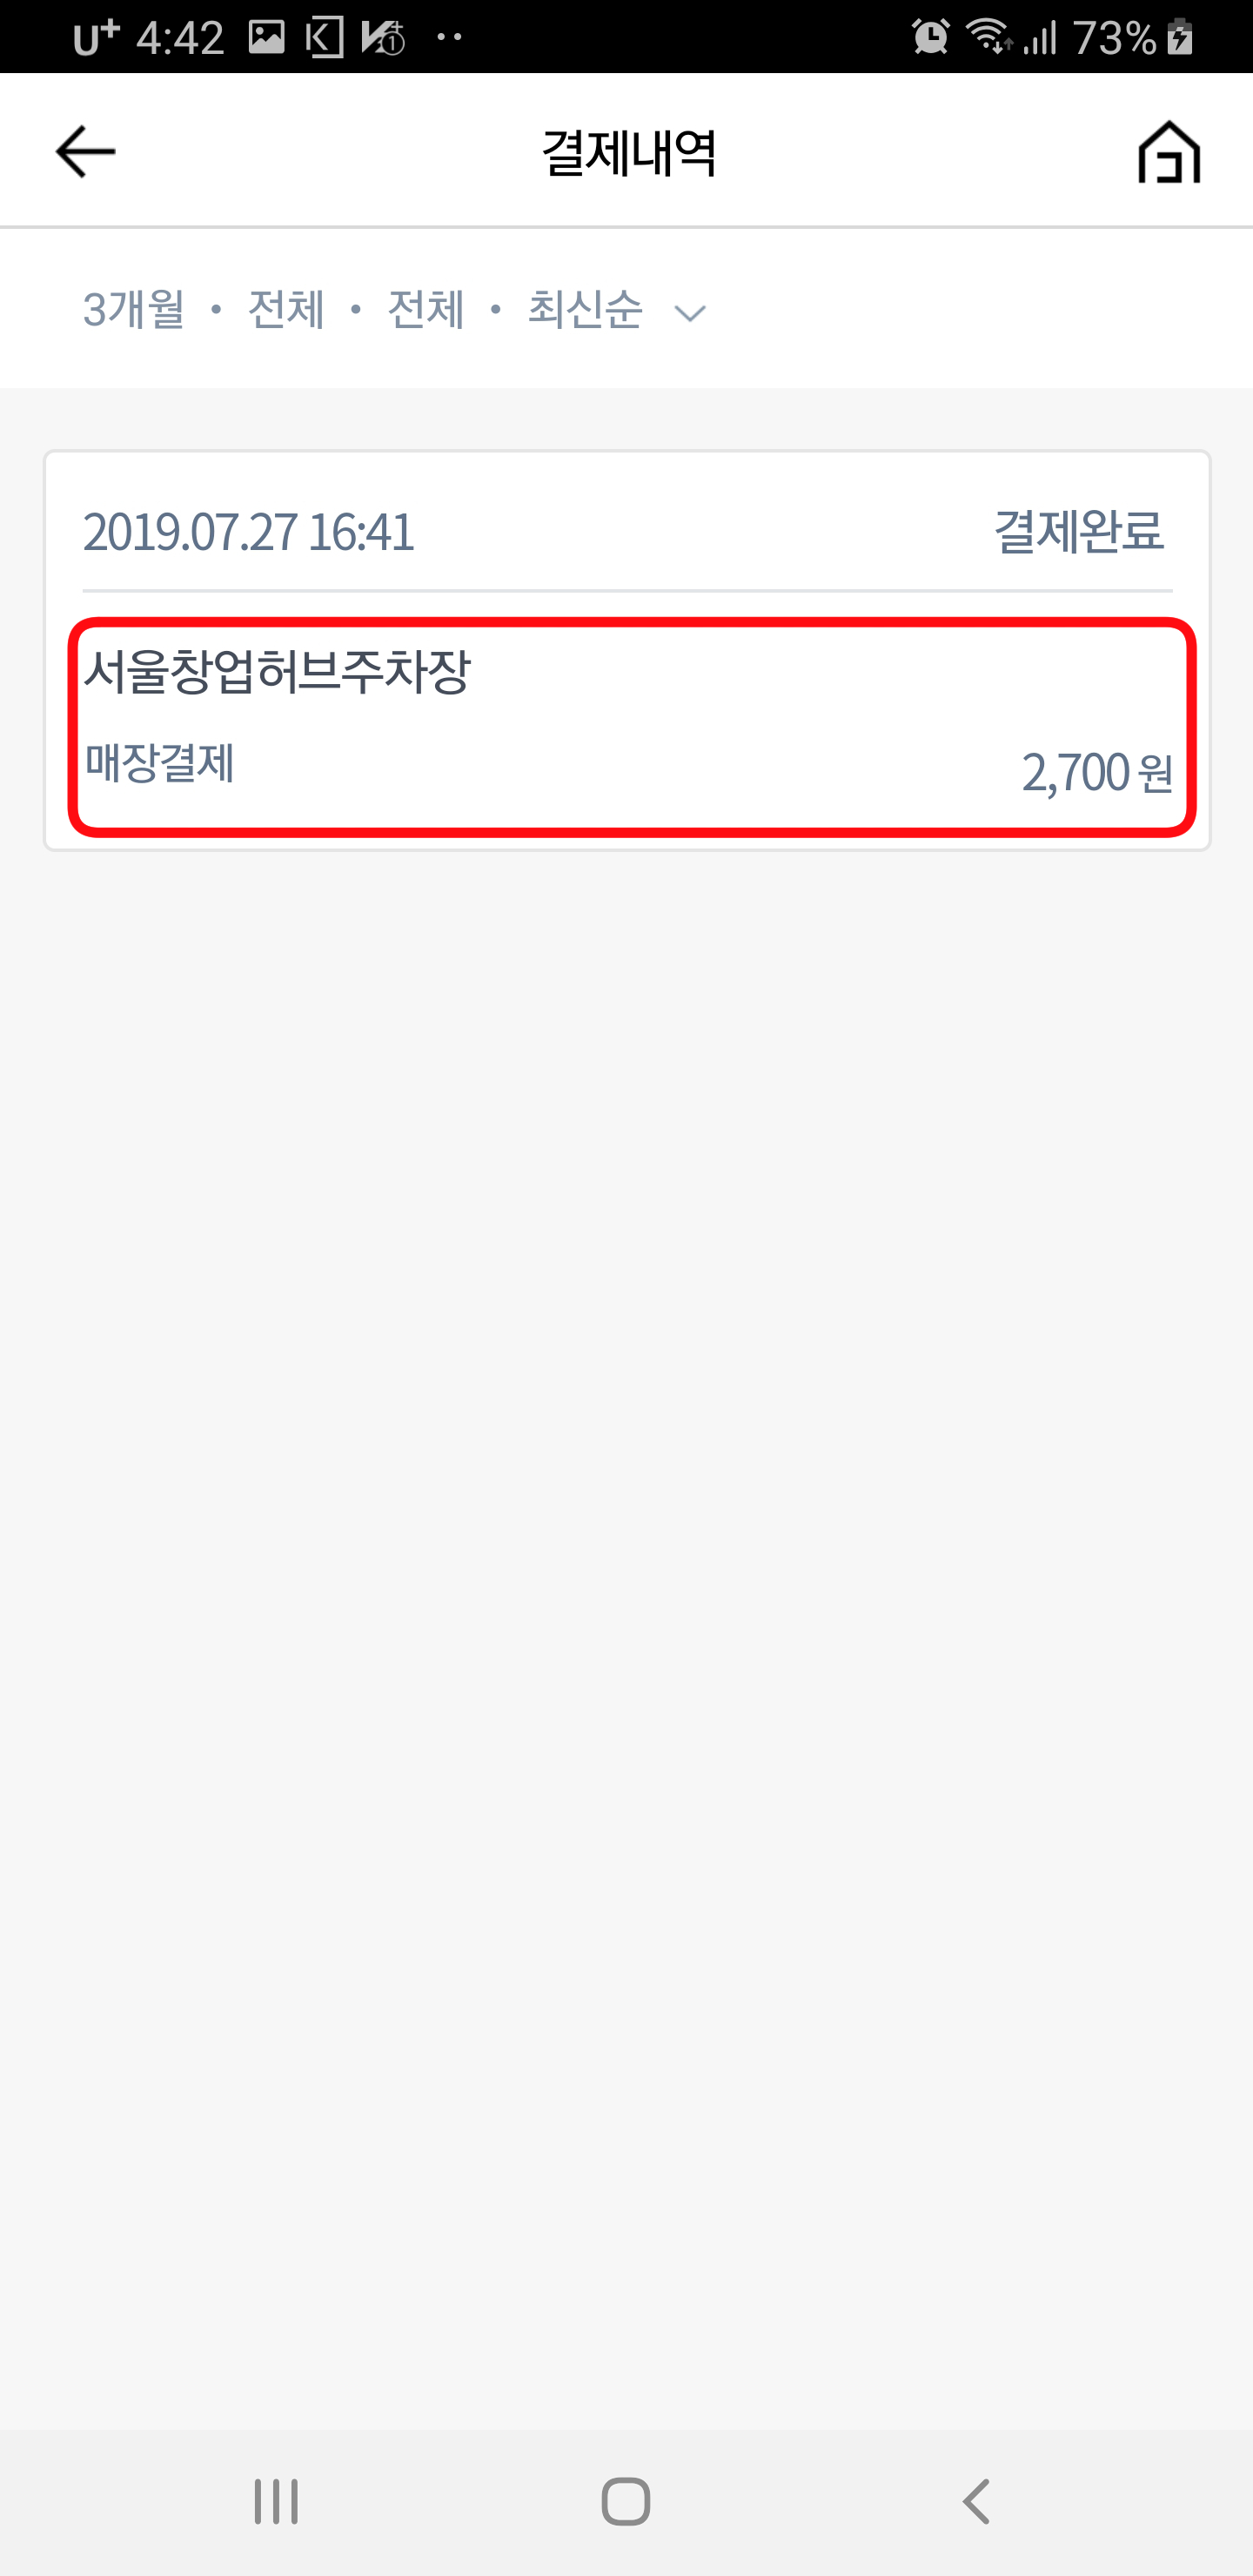 U+ 4:42 73%
결제내역
3개월 • 전체 • 전체 • 최신순
2019.07.27 16:41 결제완료
서울창업허브주차장
매장결제 2,700 원